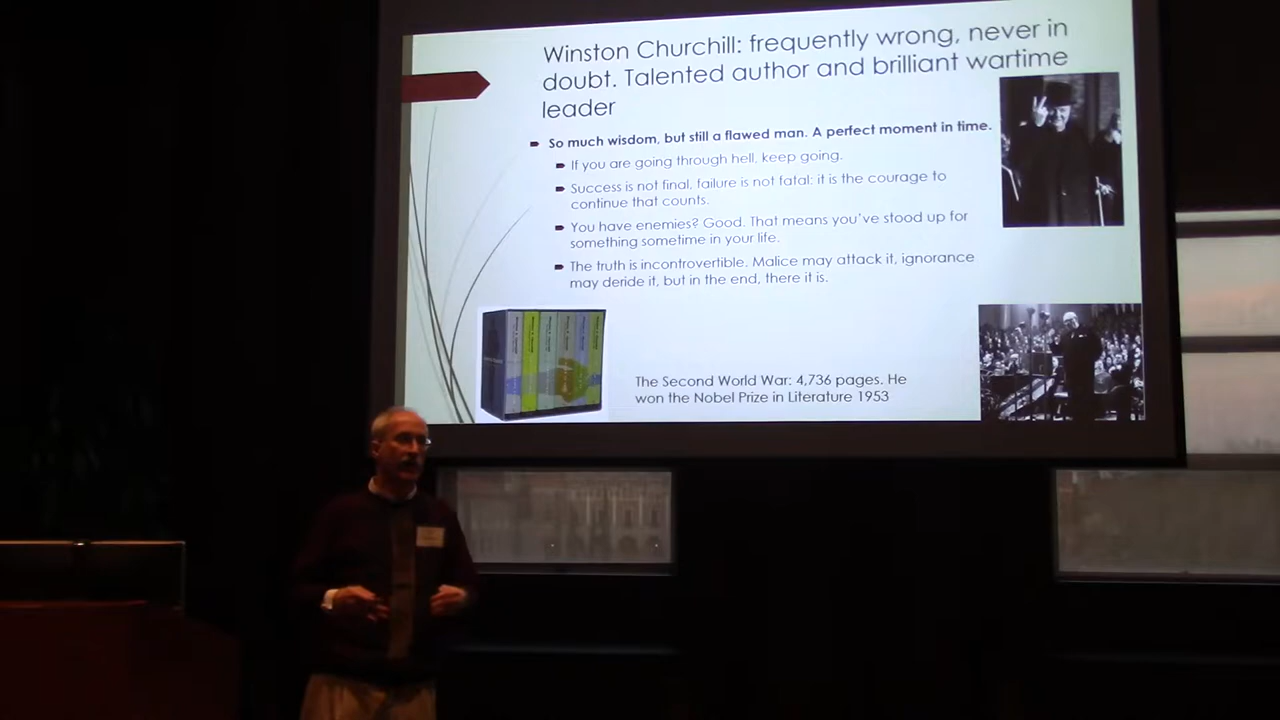 Winston Churchill: frequently wrong, never in
doubt. Talented author and brilliant wartime
leader
So much wisdom, but still a flawed man. A perfect moment in time.
If you are going through hell, keep going.
Success is not final, failure is not fatal: it is the courage to
continue that counts.
You have enemies? Good. That means you've stood up for
something sometime in your life.
The truth is incontrovertible. Malice may attack it, ignorance
may deride it, but in the end, there it is.
The Second World War: 4,736 pages. He
won the Nobel Prize in Literature 1953